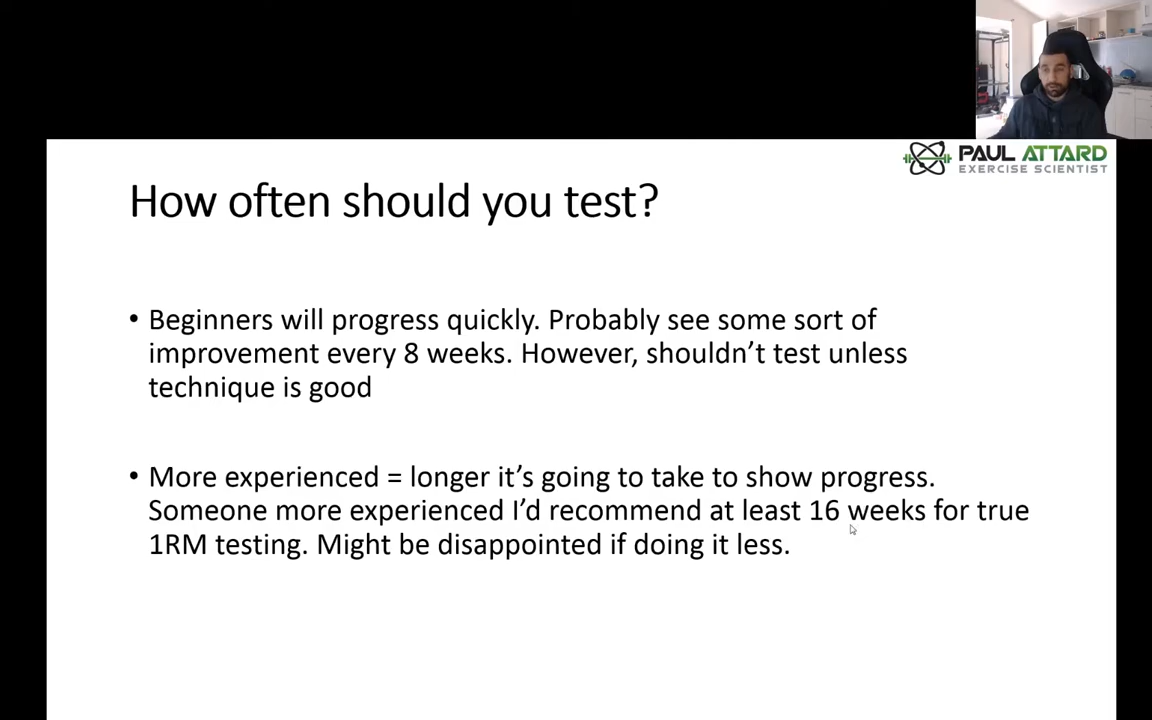 PAUL ATTARD
EXERCISE SCIENTIST
How often should you test?
• Beginners will progress quickly. Probably see some sort of
improvement every 8 weeks. However, shouldn’t test unless
technique is good
• More experienced = longer it’s going to take to show progress.
Someone more experienced I’d recommend at least 16 weeks for true
1RM testing. Might be disappointed if doing it less.